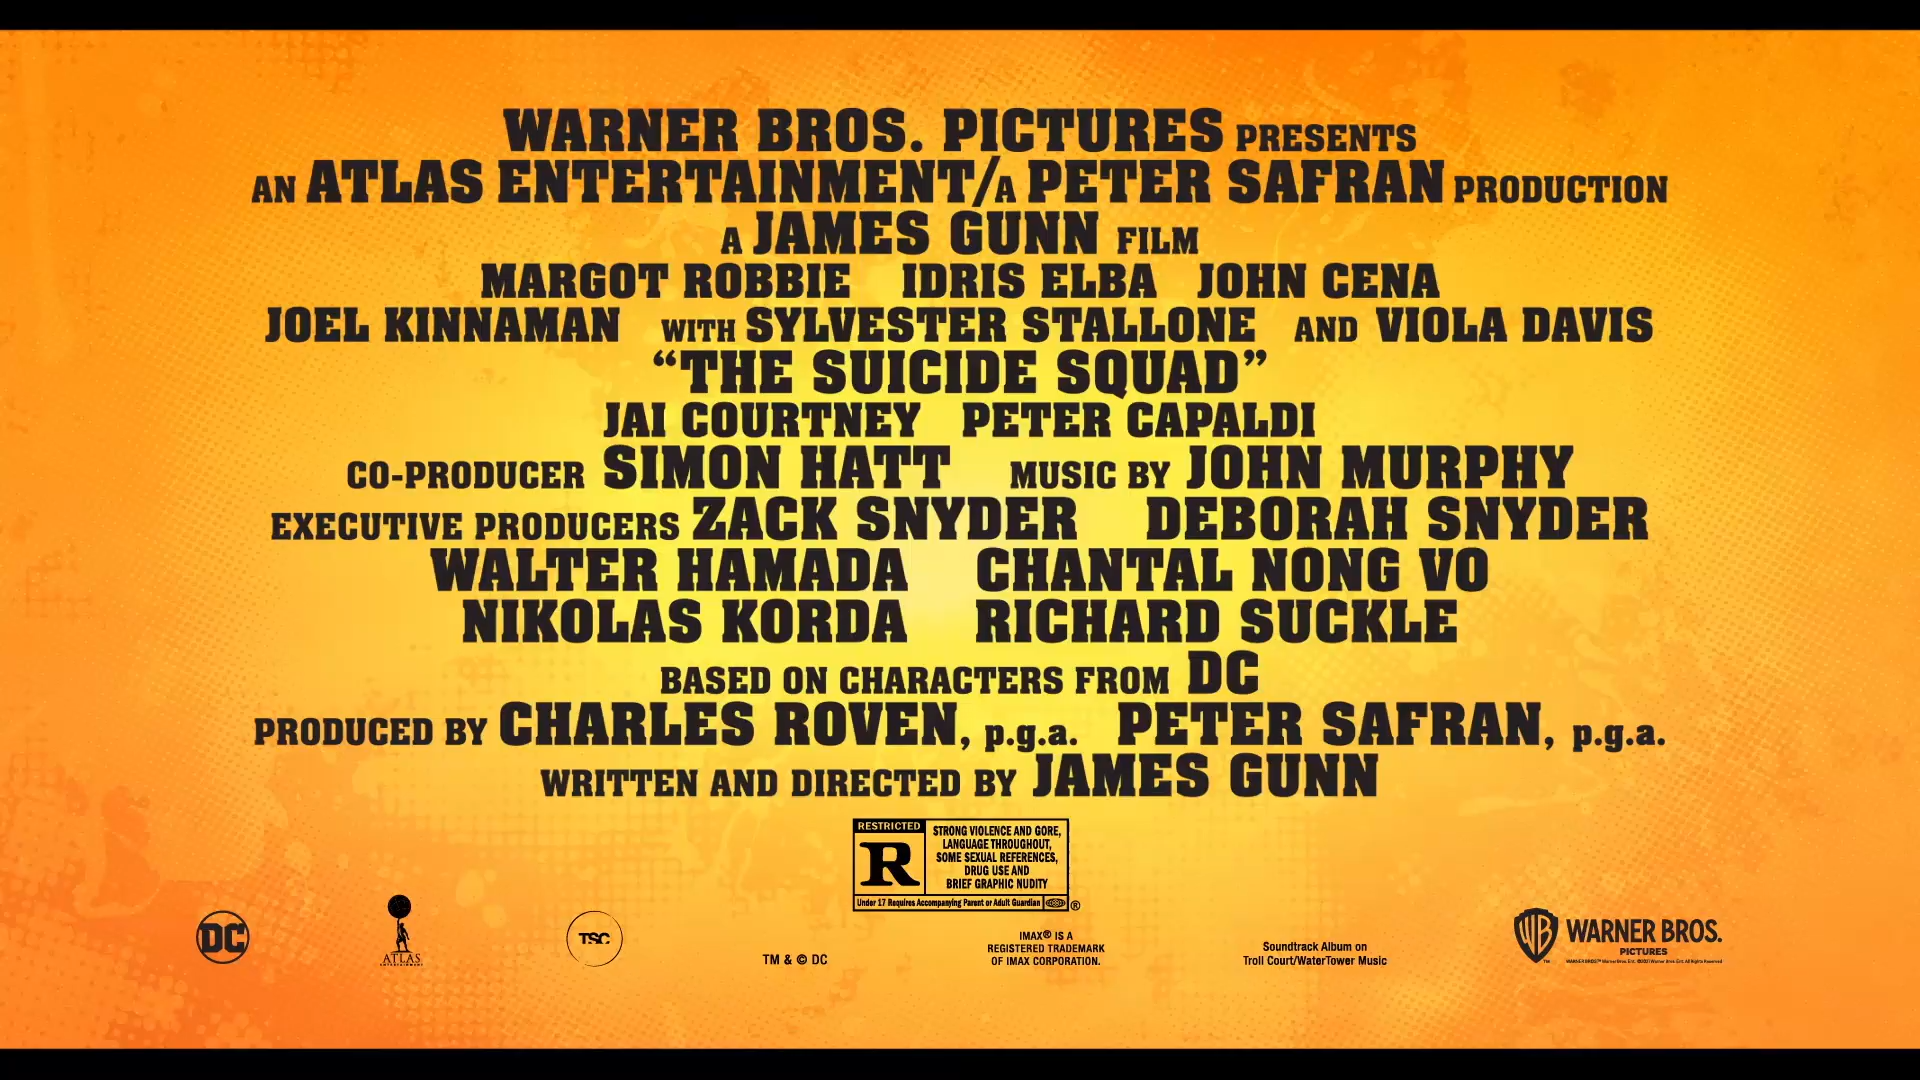 WARNER BROS. PICTURES PRESENTS
AN ATLAS ENTERTAINMENT/A PETER SAFRAN PRODUCTION
A JAMES GUNN FILM
MARGOT ROBBIE IDRIS ELBA JOHN CENA
JOEL KINNAMAN WITH SYLVESTER STALLONE AND VIOLA DAVIS
“THE SUICIDE SQUAD”
JAI COURTNEY PETER CAPALDI
CO-PRODUCER SIMON HATT MUSIC BY JOHN MURPHY
EXECUTIVE PRODUCERS ZACK SNYDER DEBORAH SNYDER
WALTER HAMADA CHANTAL NONG VO
NIKOLAS KORDA RICHARD SUCKLE
BASED ON CHARACTERS FROM DC
PRODUCED BY CHARLES ROVEN, p.g.a. PETER SAFRAN, p.g.a.
WRITTEN AND DIRECTED BY JAMES GUNN
RESTRICTED
R
STRONG VIOLENCE AND GORE,
LANGUAGE THROUGHOUT,
SOME SEXUAL REFERENCES,
DRUG USE AND
BRIEF GRAPHIC NUDITY
Under 17 Requires Accompanying Parent or Adult Guardian ®
DC
ATLAS
ENTERTAINMENT
TSC
TM & © DC
IMAX® IS A
REGISTERED TRADEMARK
OF IMAX CORPORATION.
Soundtrack Album on
Troll Court/WaterTower Music
WB
WARNER BROS.
PICTURES